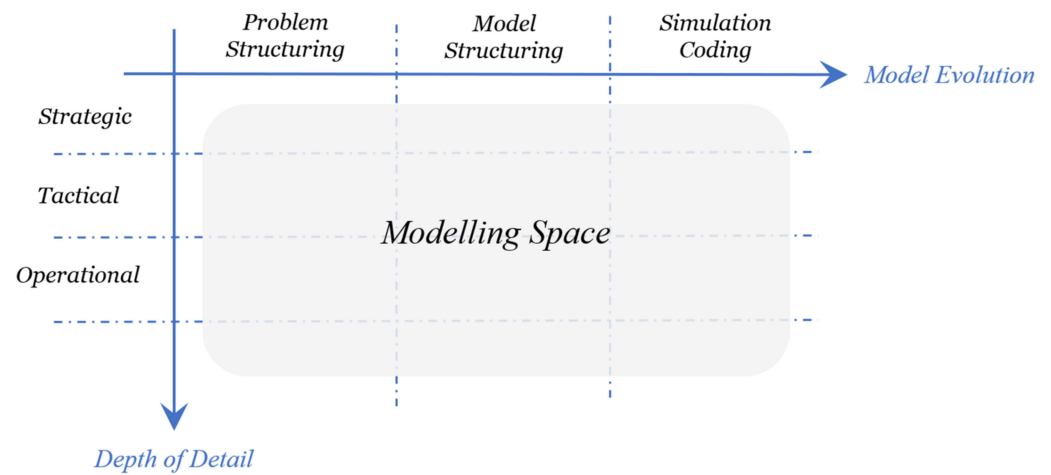 Problem
Structuring
Model
Structuring
Simulation
Coding
Model Evolution
Strategic
Tactical
Modelling Space
Operational
Depth of Detail